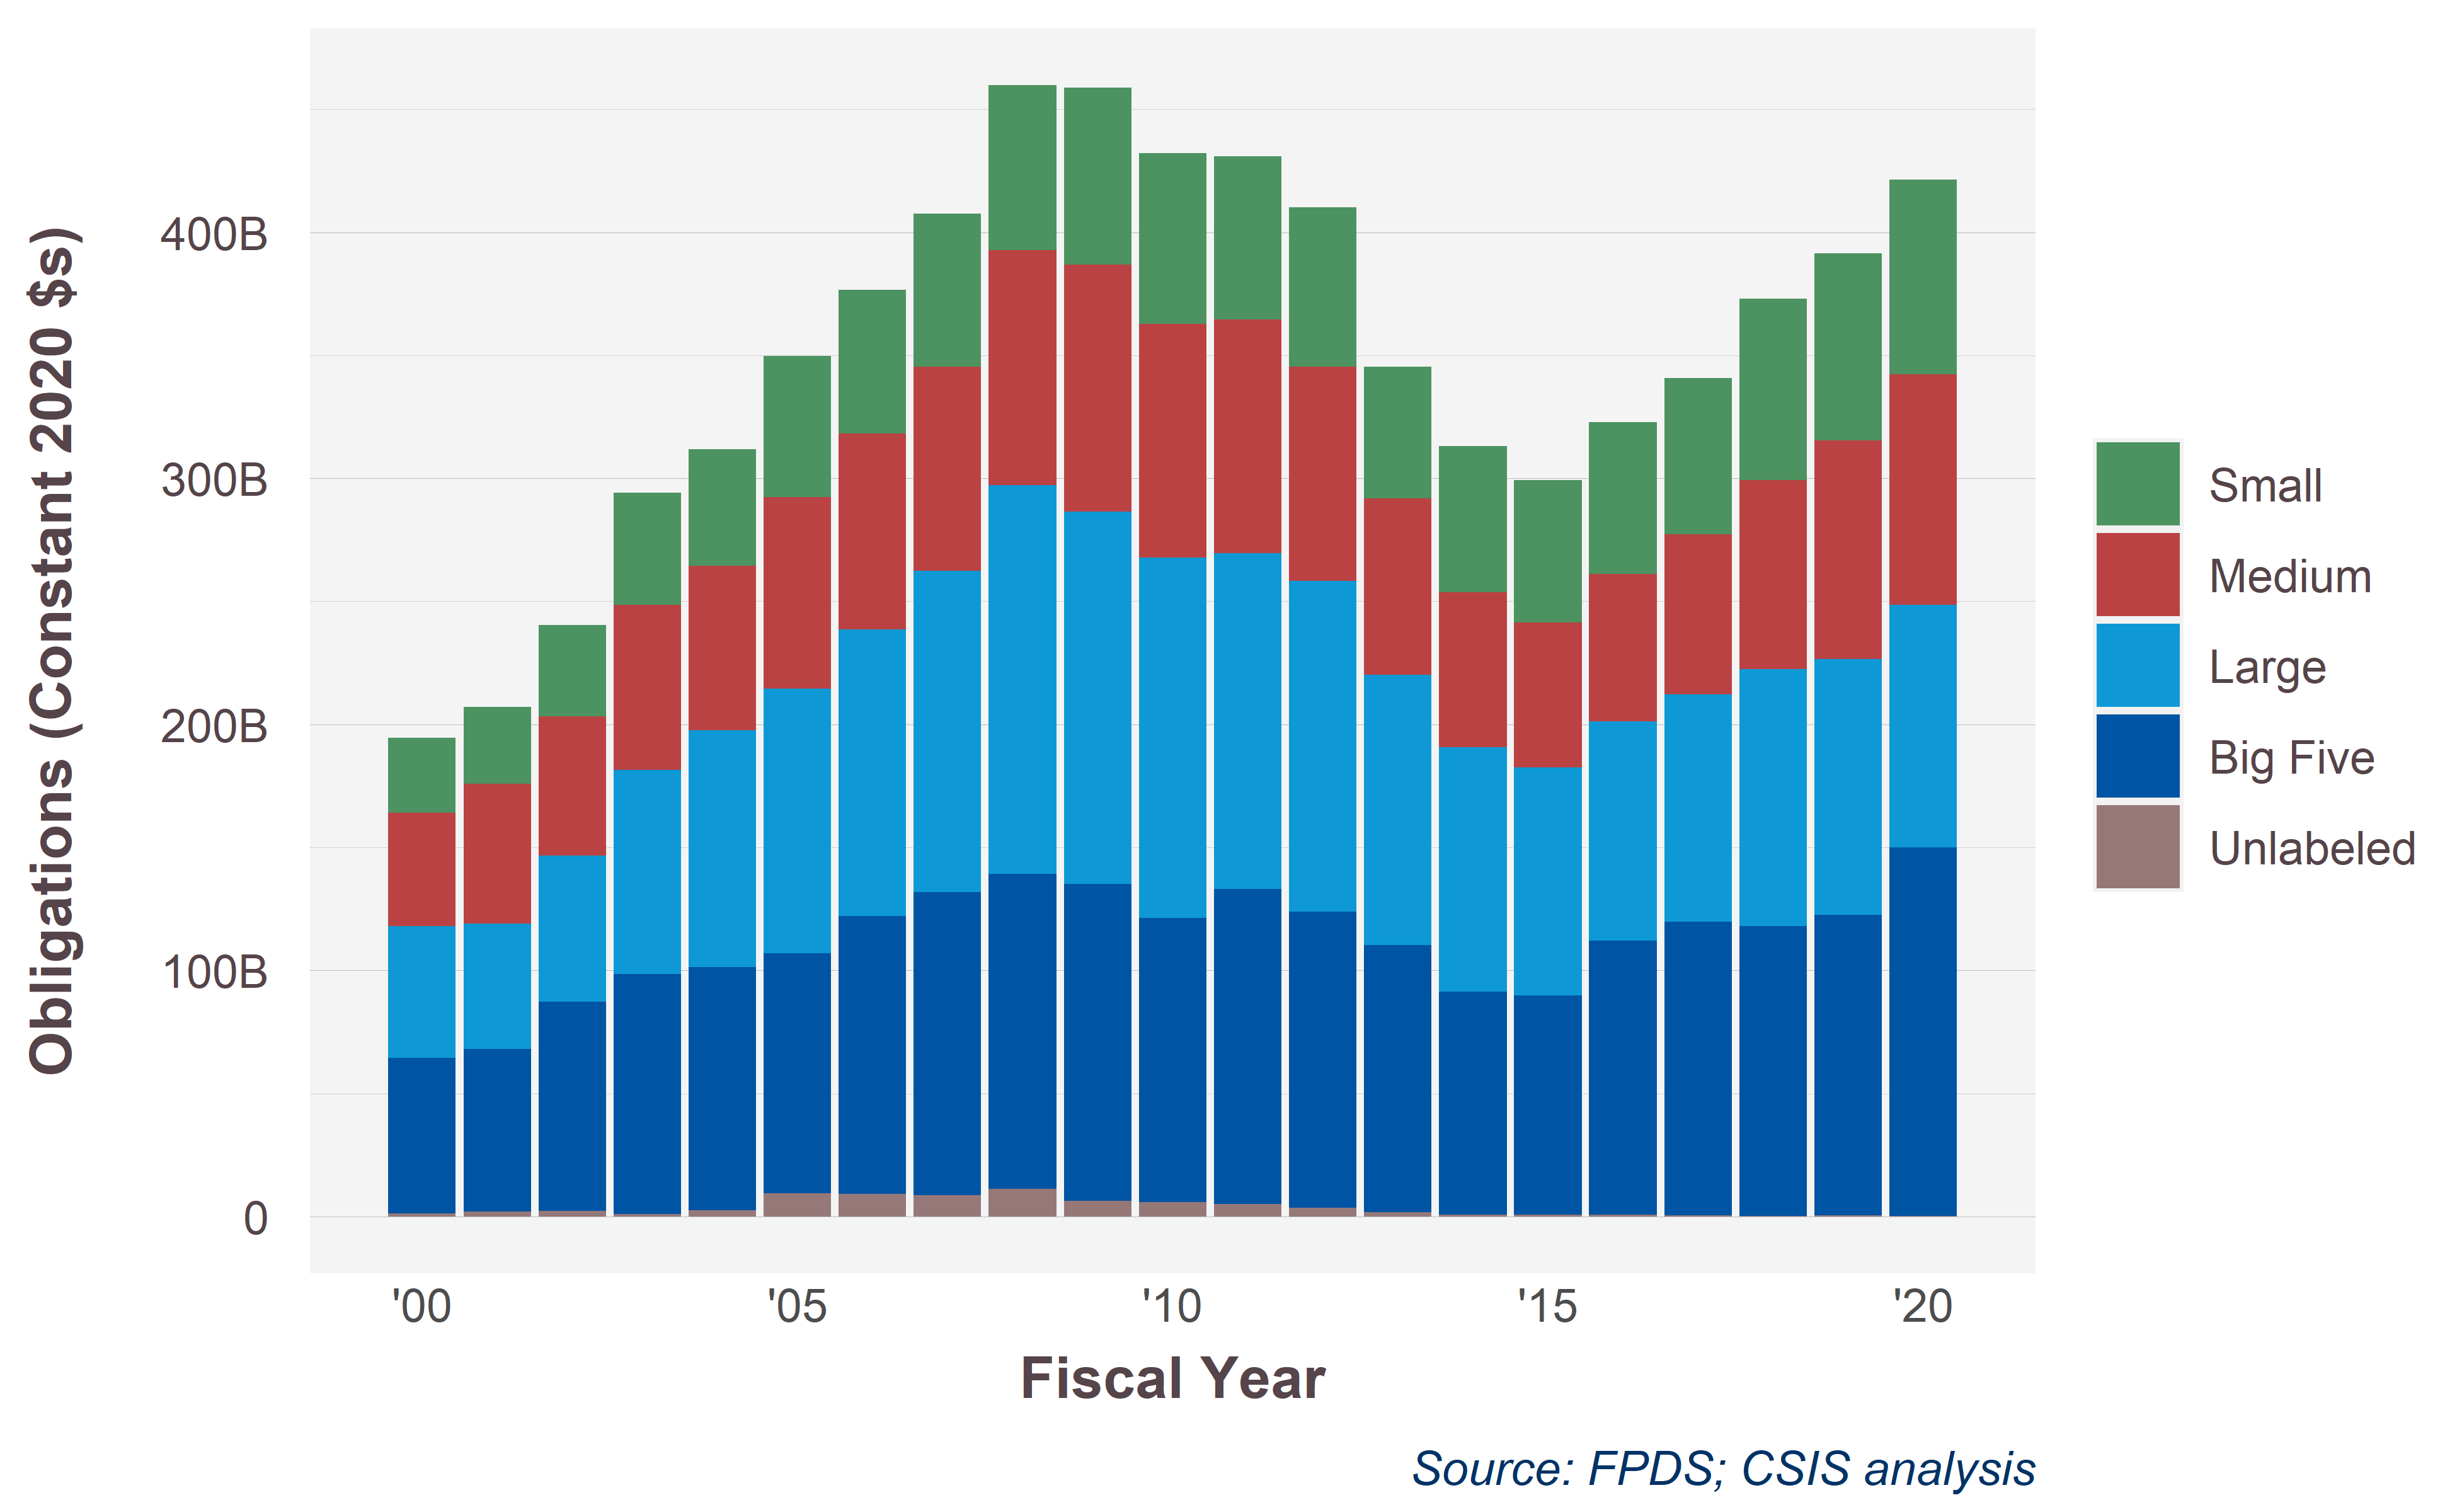 Obligations (Constant 2020 $s)
400B
300B
200B
100B
0
'00 '05 '10 '15 '20
Fiscal Year
Small
Medium
Large
Big Five
Unlabeled
Source: FPDS; CSIS analysis